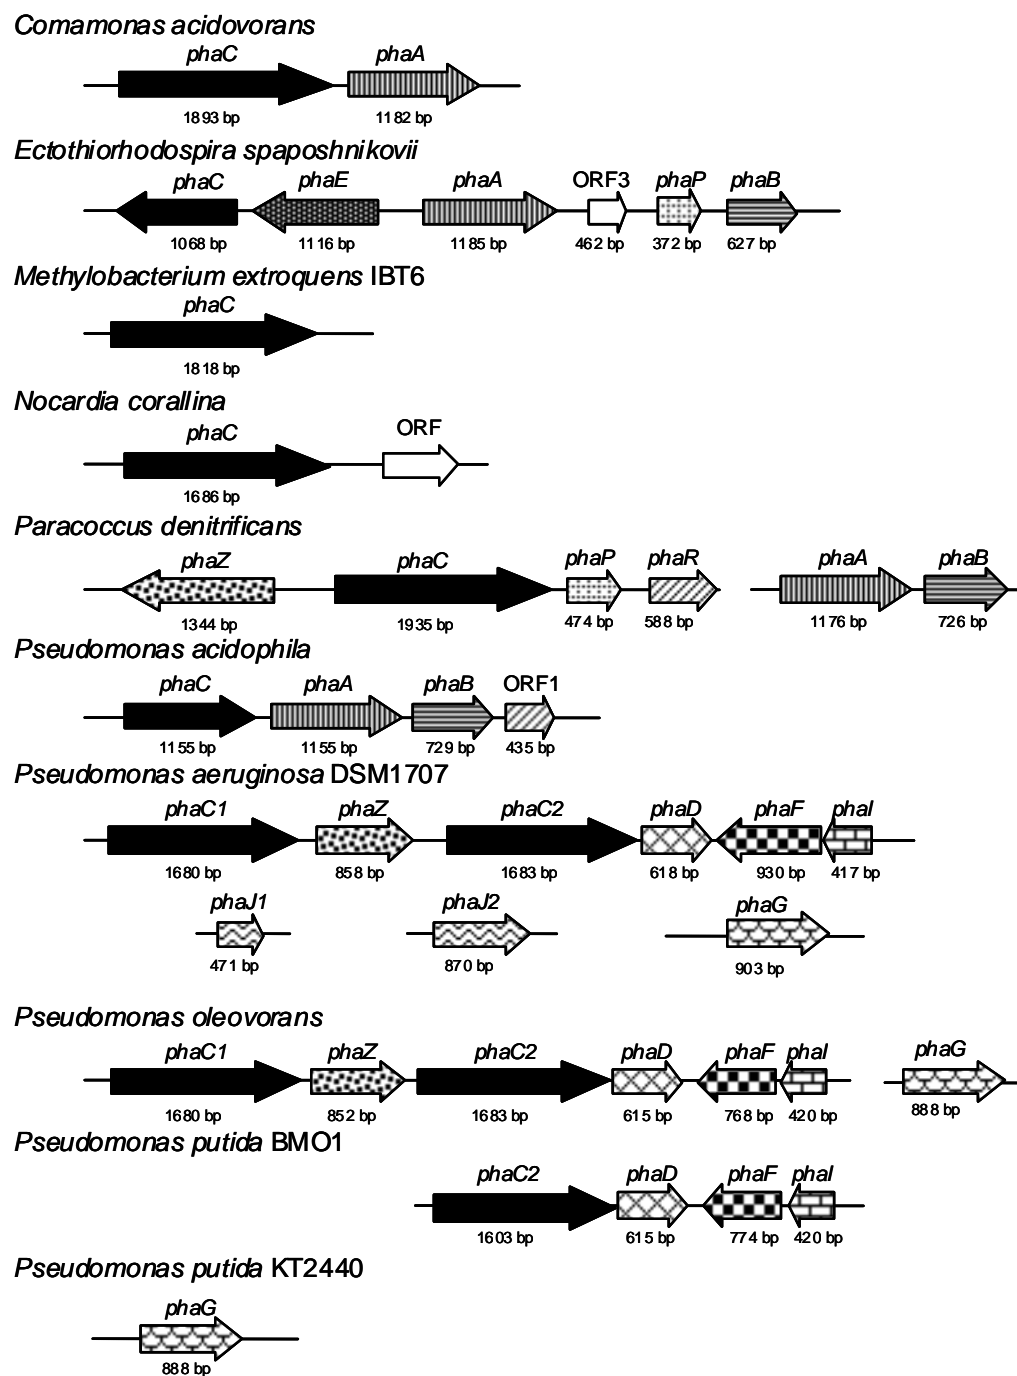 Comamonas acidovorans
phaC phaA
1893 bp 1182 bp
Ectothiorhodospira spaposhnikovii
phaC phaE phaA ORF3 phaP phaB
1068 bp 1116 bp 1185 bp 462 bp 372 bp 627 bp
Methylobacterium extroquens IBT6
phaC
1818 bp
Nocardia corallina
phaC ORF
1686 bp
Paracoccus denitrificans
phaZ phaC phaP phaR phaA phaB
1344 bp 1935 bp 474 bp 588 bp 1176 bp 726 bp
Pseudomonas acidophila
phaC phaA phaB ORF1
1155 bp 1155 bp 729 bp 435 bp
Pseudomonas aeruginosa DSM1707
phaC1 phaZ phaC2 phaD phaF phaI
1680 bp 858 bp 1683 bp 618 bp 930 bp 417 bp
phaJ1 phaJ2 phaG
471 bp 870 bp 903 bp
Pseudomonas oleovorans
phaC1 phaZ phaC2 phaD phaF phaI phaG
1680 bp 852 bp 1683 bp 615 bp 768 bp 420 bp 888 bp
Pseudomonas putida BMO1
phaC2 phaD phaF phaI
1603 bp 615 bp 774 bp 420 bp
Pseudomonas putida KT2440
phaG
888 bp